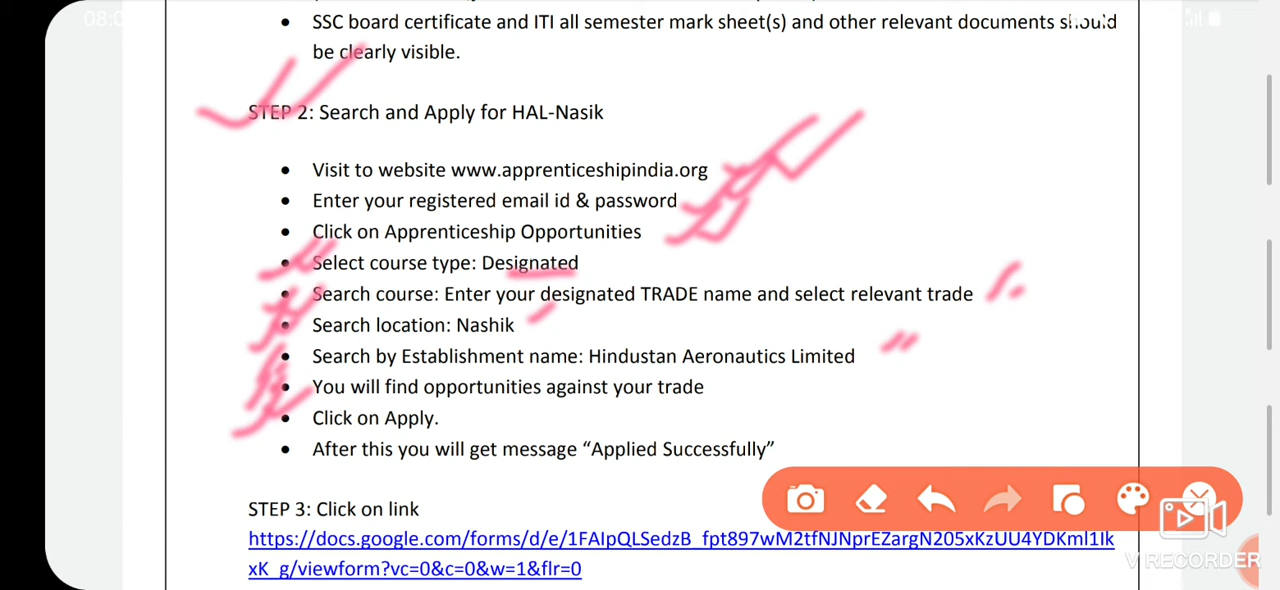 SSC board certificate and ITI all semester mark sheet(s) and other relevant documents should
be clearly visible.
STEP 2: Search and Apply for HAL-Nasik
Visit to website www.apprenticeshipindia.org
Enter your registered email id & password
Click on Apprenticeship Opportunities
Select course type: Designated
Search course: Enter your designated TRADE name and select relevant trade
Search location: Nashik
Search by Establishment name: Hindustan Aeronautics Limited
You will find opportunities against your trade
Click on Apply.
After this you will get message “Applied Successfully”
STEP 3: Click on link
https://docs.google.com/forms/d/e/1FAIpQLSedzB_fpt897wM2tfNJNprEZargN205xKzUU4YDKml1Ik
xK_g/viewform?vc=0&c=0&w=1&flr=0
V RECORDER